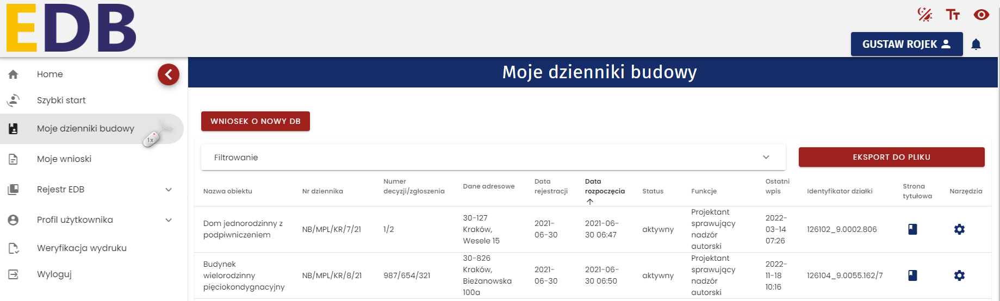 EDB
GUSTAW ROJEK
Home
Szybki start
Moje dzienniki budowy
1x
Moje wnioski
Rejestr EDB
Profil użytkownika
Weryfikacja wydruku
Wyloguj
Moje dzienniki budowy
WNIOSEK O NOWY DB
Filtrowanie
EKSPORT DO PLIKU
Nazwa obiektu
Nr dziennika
Numer
decyzji/zgłoszenia
Dane adresowe
Data
rejestracji
Data
rozpoczęcia
Status
Funkcje
Ostatni
wpis
Identyfikator działki
Strona
tytułowa
Narzędzia
Dom jednorodzinny z
podpiwniczeniem
NB/MPL/KR/7/21
1/2
30-127
Kraków,
Wesele 15
2021-
06-30
2021-06-
30 06:47
aktywny
Projektant
sprawujący
nadzór
autorski
2022-
03-14
07:26
126102_9.0002.806
Budynek
wielorodzinny
pięciokondygnacyjny
NB/MPL/KR/8/21
987/654/321
30-826
Kraków,
Bieżanowska
100a
2021-
06-30
2021-06-
30 06:50
aktywny
Projektant
sprawujący
nadzór
autorski
2022-
11-18
10:16
126104_9.0055.162/7